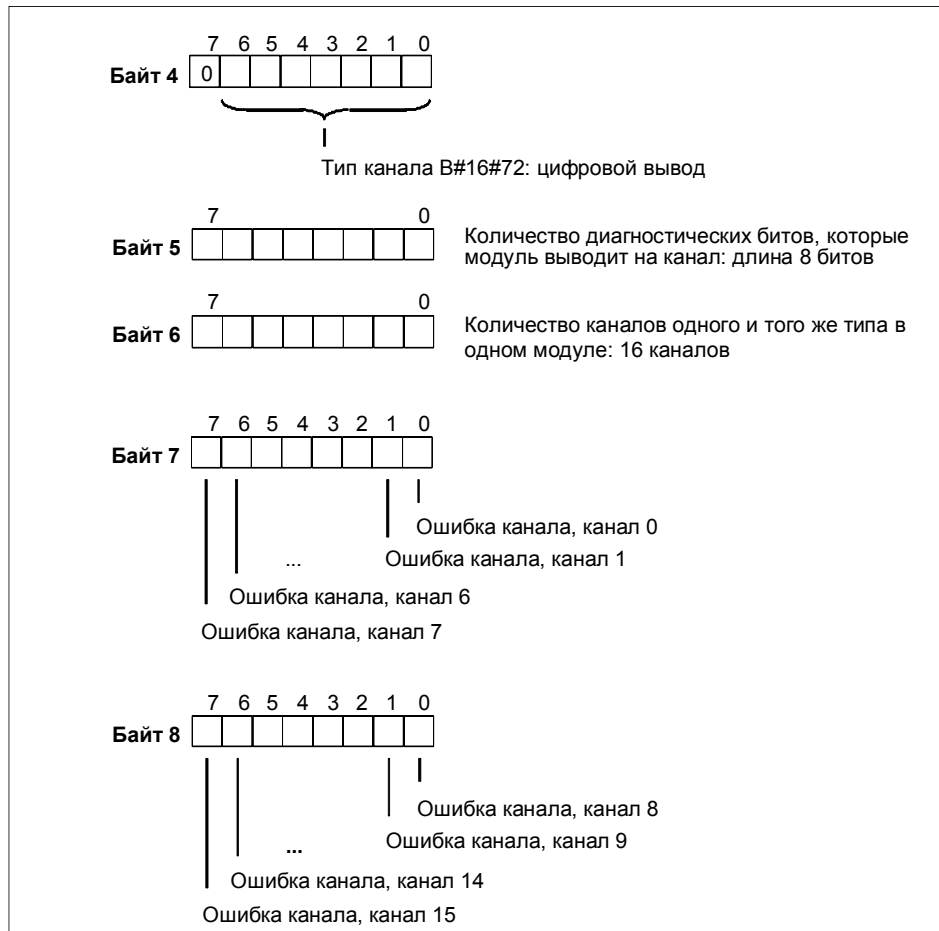 7 6 5 4 3 2 1 0
Байт 4 0
Тип канала B#16#72: цифровой вывод
7 0
Байт 5
Количество диагностических битов, которые
модуль выводит на канал: длина 8 битов
7 0
Байт 6
Количество каналов одного и того же типа в
одном модуле: 16 каналов
7 6 5 4 3 2 1 0
Байт 7
Ошибка канала, канал 0
... Ошибка канала, канал 1
Ошибка канала, канал 6
Ошибка канала, канал 7
7 6 5 4 3 2 1 0
Байт 8
Ошибка канала, канал 8
... Ошибка канала, канал 9
Ошибка канала, канал 14
Ошибка канала, канал 15